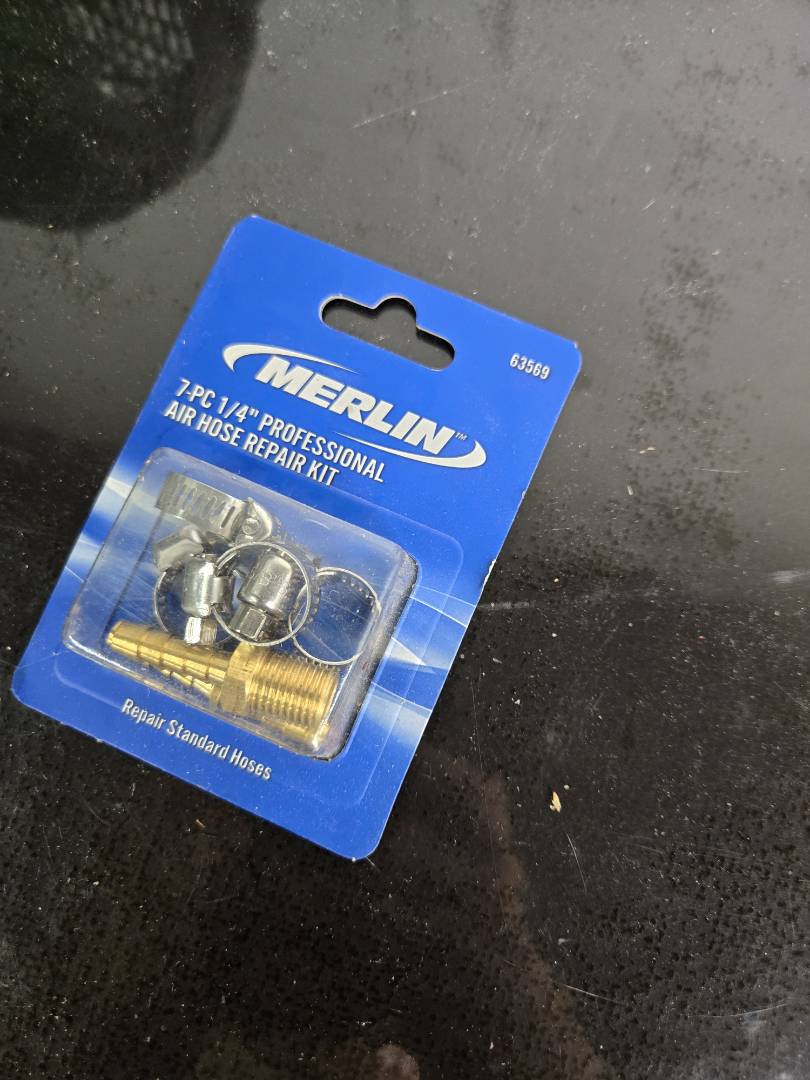 63569
MERLIN™
7-PC 1/4" PROFESSIONAL
AIR HOSE REPAIR KIT
Repair Standard Hoses